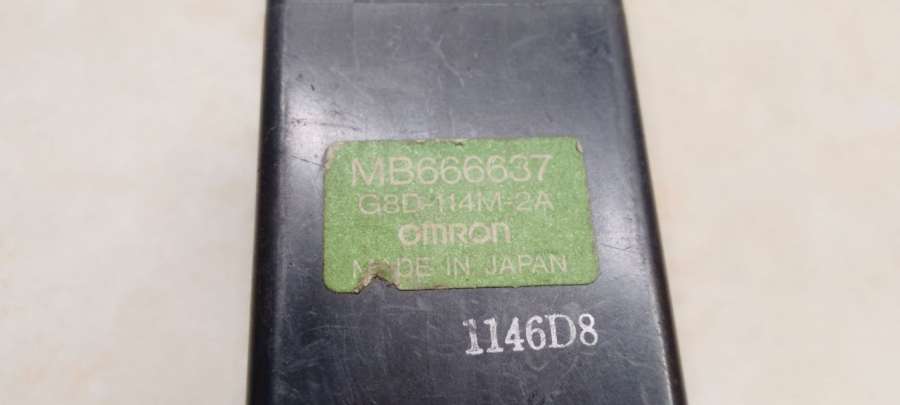 MB666637
G8D-114M-2A
omron
MADE IN JAPAN
1146D8